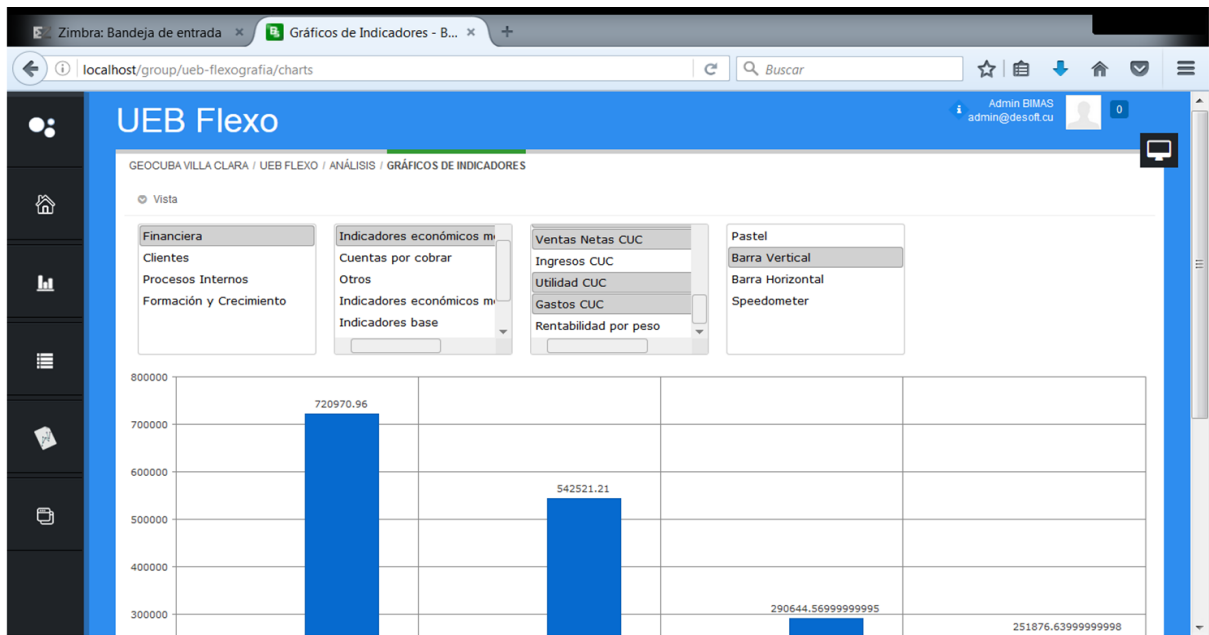 Zimbra: Bandeja de entrada
Gráficos de Indicadores - B...
localhost/group/ueb-flexografia/charts
Buscar
UEB Flexo
Admin BIMAS
admin@desoft.cu
0
GEOCUBA VILLA CLARA / UEB FLEXO / ANÁLISIS / GRÁFICOS DE INDICADORES
Vista
Financiera
Clientes
Procesos Internos
Formación y Crecimiento
Indicadores económicos m
Cuentas por cobrar
Otros
Indicadores económicos m
Indicadores base
Ventas Netas CUC
Ingresos CUC
Utilidad CUC
Gastos CUC
Rentabilidad por peso
Pastel
Barra Vertical
Barra Horizontal
Speedometer
800000
700000
600000
500000
400000
300000
720970.96
542521.21
290644.56999999995
251876.63999999998